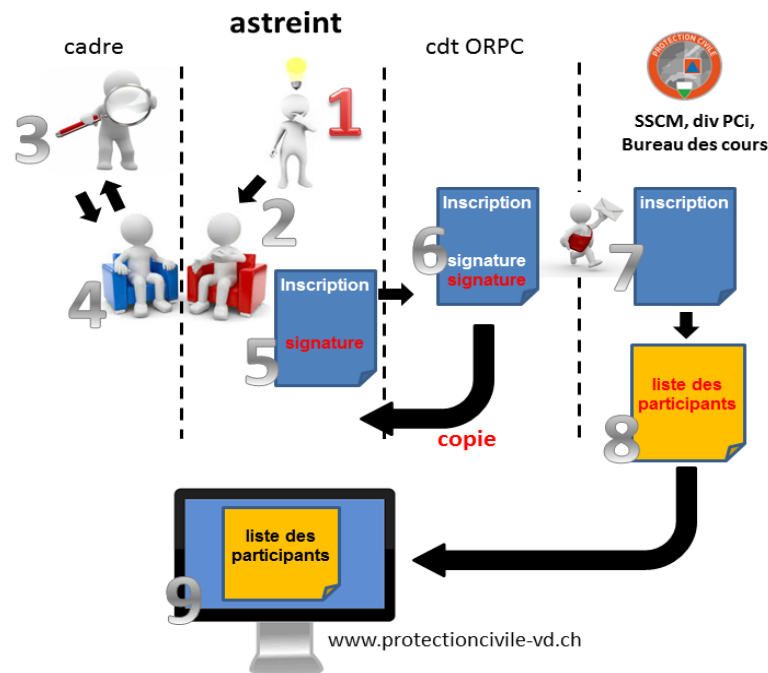 cadre
astreint
cdt ORPC
PROTECTION CIVILE
SSCM, div PCi,
Bureau des cours
1
3
2
4
Inscription
signature
5
Inscription
6
signature
signature
inscription
7
copie
liste des
participants
8
liste des
participants
9
www.protectioncivile-vd.ch